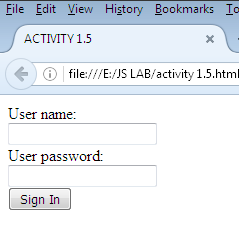 File Edit View History Bookmarks
ACTIVITY 1.5
file:///E:/JS LAB/activity 1.5.html
User name:
User password:
Sign In